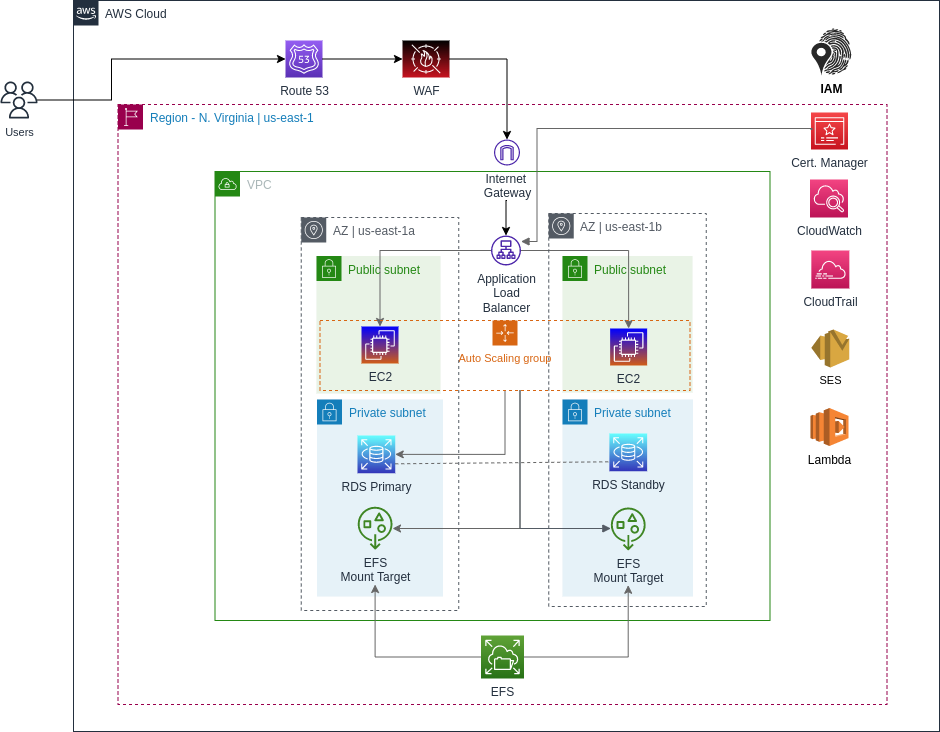 aws
AWS Cloud
53
Route 53
WAF
IAM
Users
Region - N. Virginia | us-east-1
Internet
Gateway
Cert. Manager
VPC
CloudWatch
AZ | us-east-1a
AZ | us-east-1b
Public subnet
Application
Load
Balancer
Public subnet
CloudTrail
Auto Scaling group
EC2
EC2
SES
Private subnet
Private subnet
Lambda
RDS Primary
RDS Standby
EFS
Mount Target
EFS
Mount Target
EFS